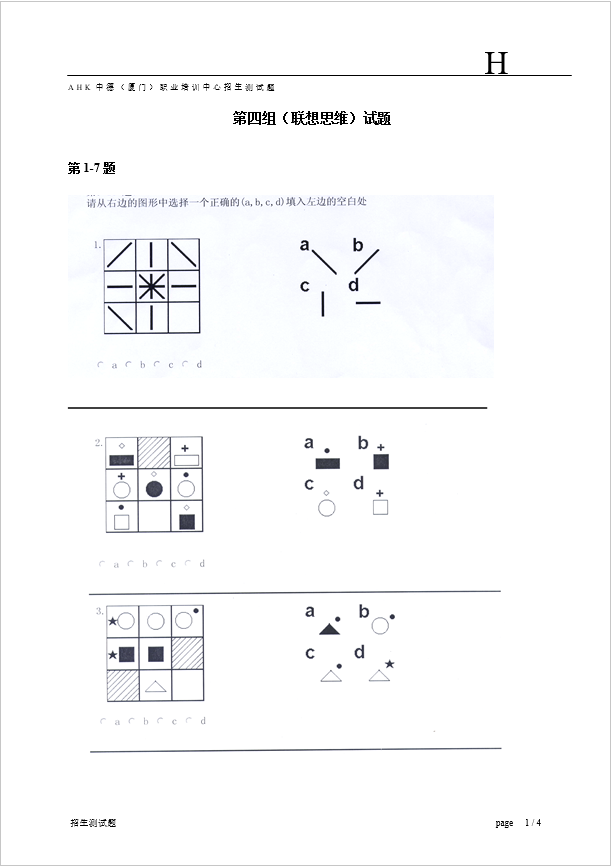 H
AHK中德（厦门）职业培训中心招生测试题
第四组（联想思维）试题
第1-7题
请从右边的图形中选择一个正确的(a,b,c,d)填入左边的空白处
1.
a b
c d
a b c d
2.
a b
c d
a b c d
3.
a b
c d
a b c d
招生测试题 page 1 / 4